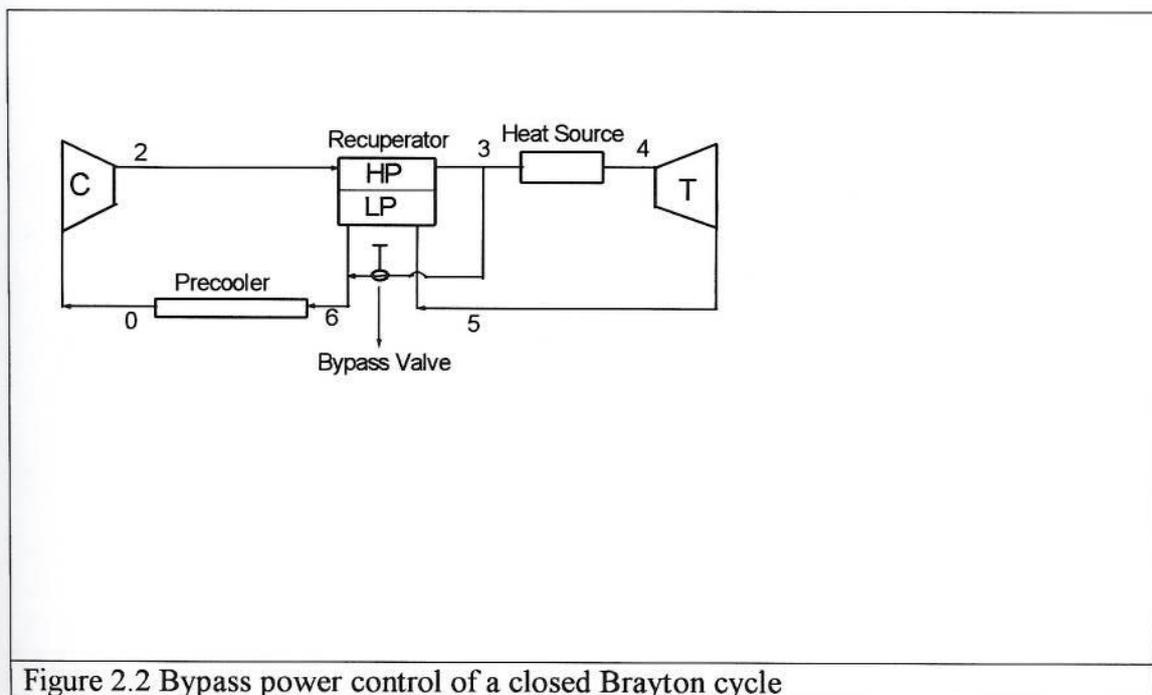 Recuperator
Heat Source
2
3
4
C
HP
LP
T
Precooler
0
6
5
Bypass Valve
Figure 2.2 Bypass power control of a closed Brayton cycle